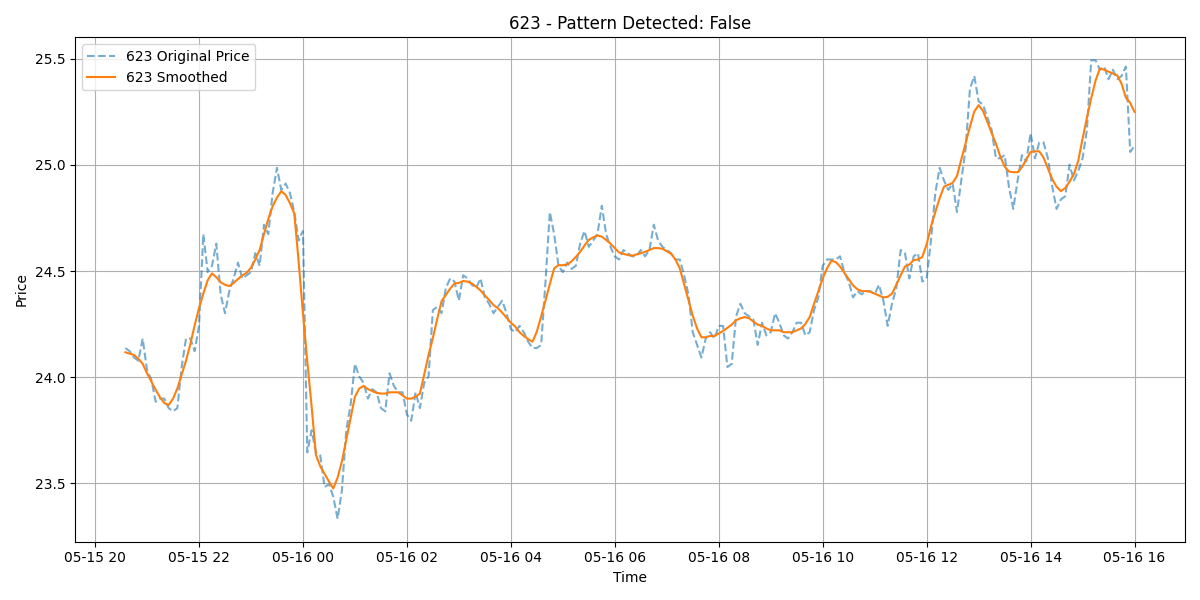 623 - Pattern Detected: False
623 Original Price
623 Smoothed
25.5
25.0
24.5
24.0
23.5
Price
05-15 20 05-15 22 05-16 00 05-16 02 05-16 04 05-16 06 05-16 08 05-16 10 05-16 12 05-16 14 05-16 16
Time